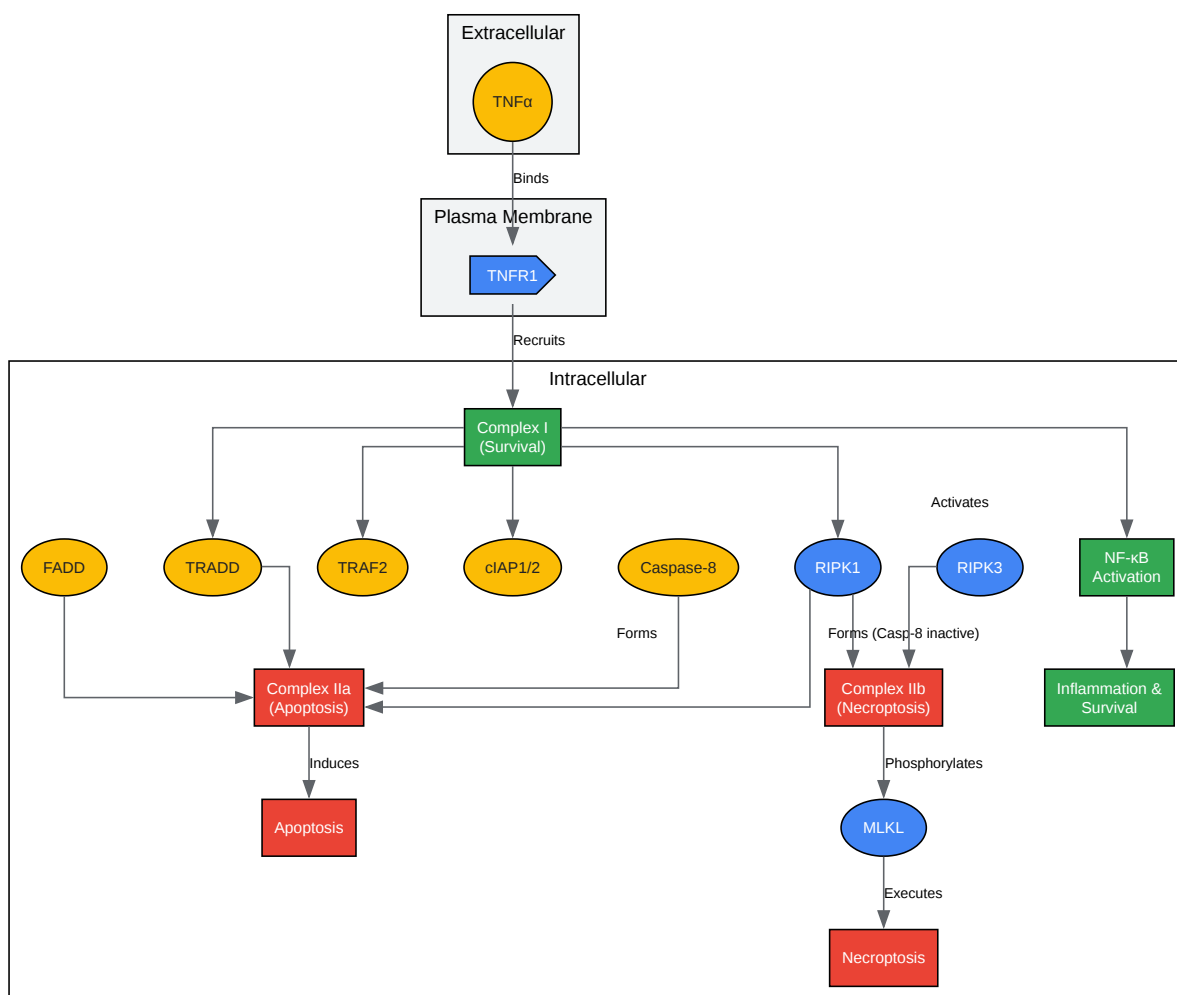 Extracellular
TNFα
Binds
Plasma Membrane
TNFR1
Recruits
Intracellular
Complex I
(Survival)
Activates
FADD
TRADD
TRAF2
cIAP1/2
Caspase-8
RIPK1
RIPK3
NF-κB
Activation
Forms
Forms (Casp-8 inactive)
Complex IIa
(Apoptosis)
Complex IIb
(Necroptosis)
Inflammation &
Survival
Induces
Phosphorylates
Apoptosis
MLKL
Executes
Necroptosis